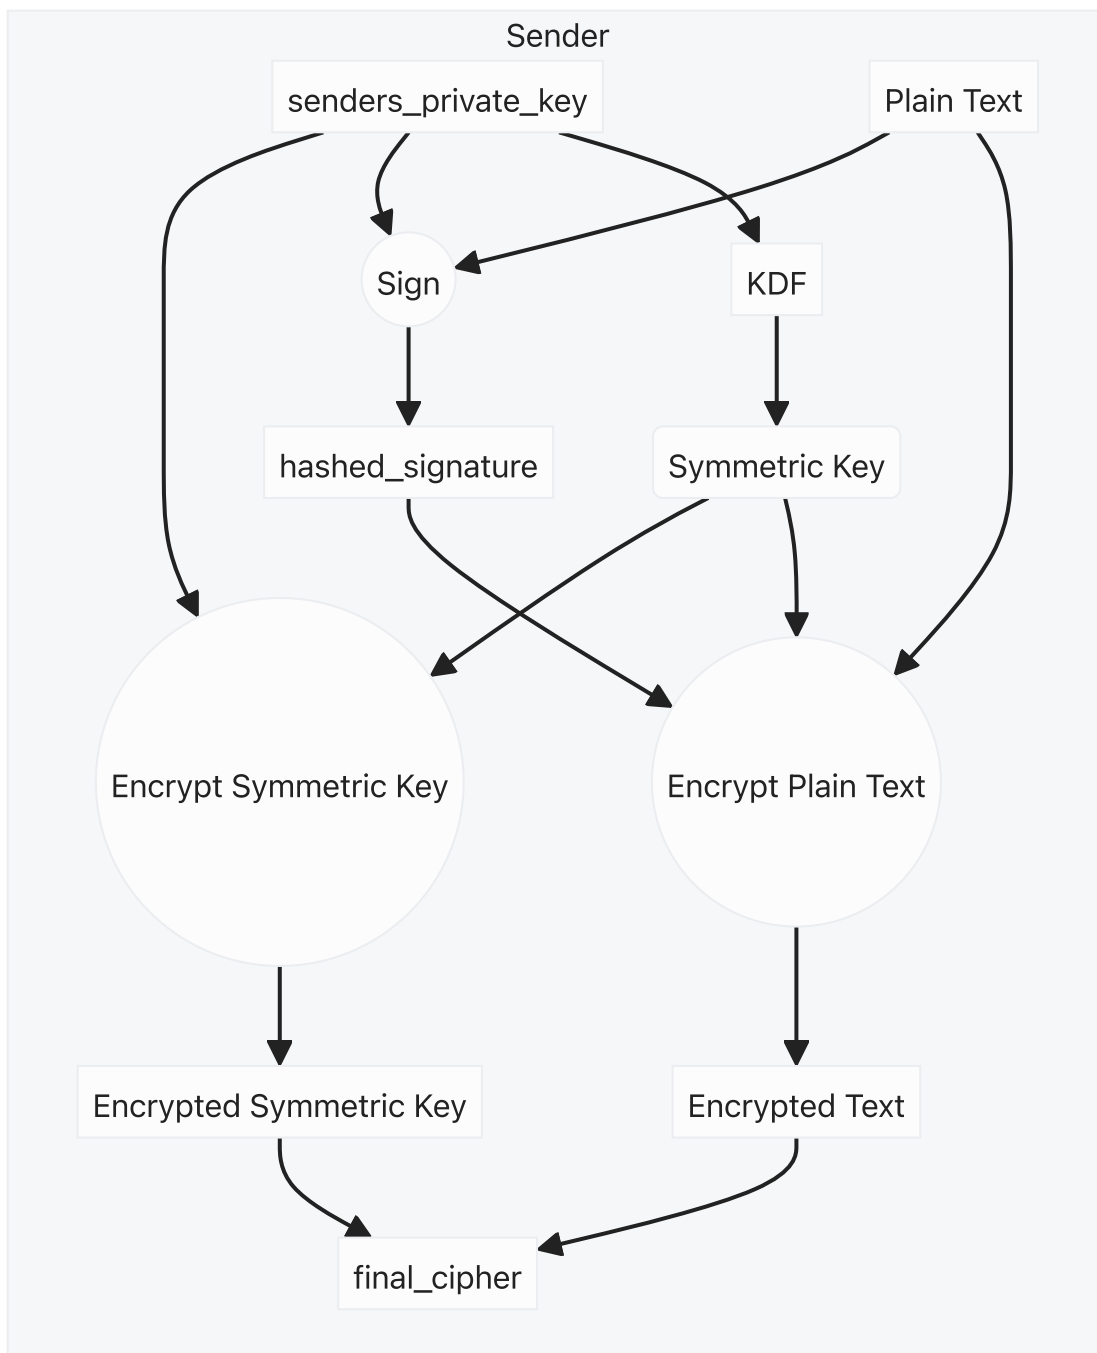 Sender
senders_private_key
Plain Text
Sign
KDF
hashed_signature
Symmetric Key
Encrypt Symmetric Key
Encrypt Plain Text
Encrypted Symmetric Key
Encrypted Text
final_cipher